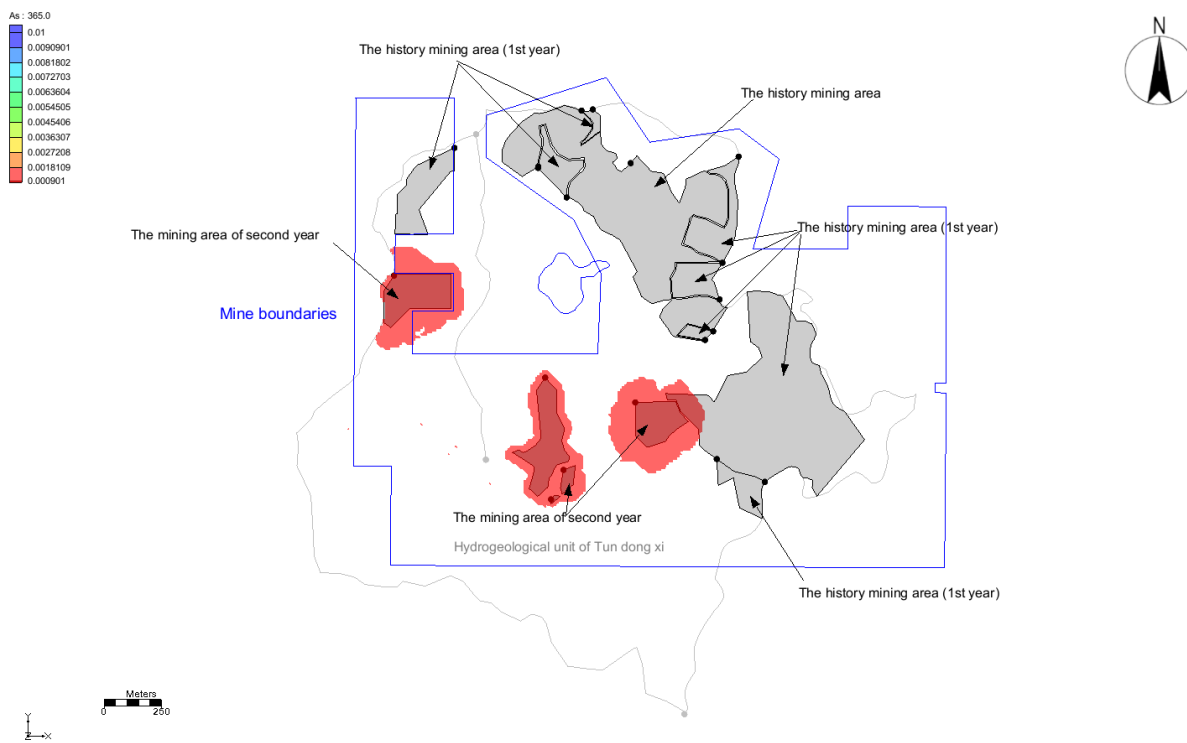 As : 365.0
0.01
0.0090901
0.0081802
0.0072703
0.0063604
0.0054505
0.0045406
0.0036307
0.0027208
0.0018109
0.000901
N
The history mining area (1st year)
The history mining area
The history mining area (1st year)
The mining area of second year
Mine boundaries
The mining area of second year
Hydrogeological unit of Tun dong xi
The history mining area (1st year)
Meters
0 250
Y
Z X